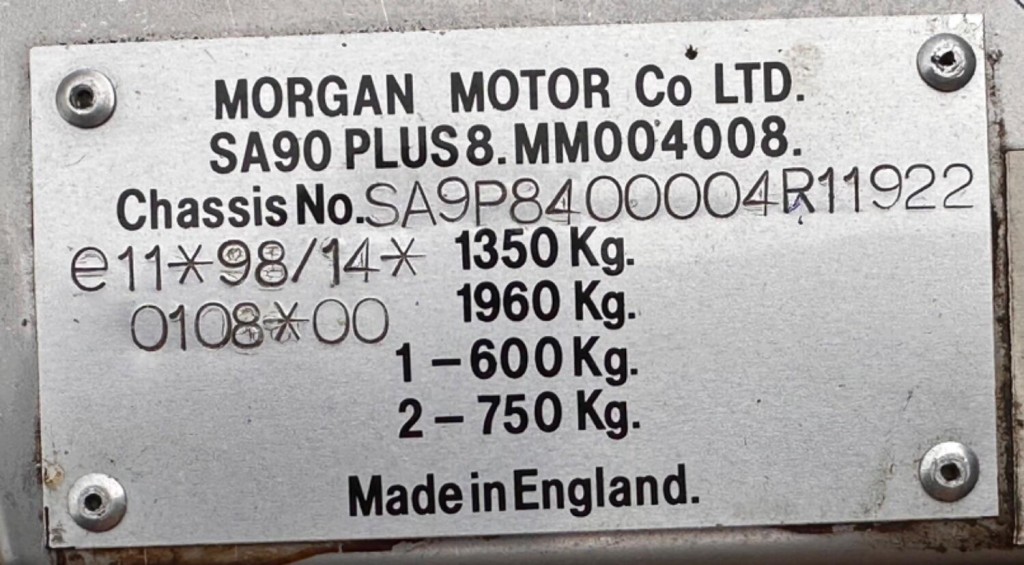 MORGAN MOTOR Co LTD.
SA90 PLUS 8. MM004008.
Chassis No. SA9P8400004R11922
e11*98/14* 1350 Kg.
0108*00 1960 Kg.
1 – 600 Kg.
2 – 750 Kg.
Made in England.